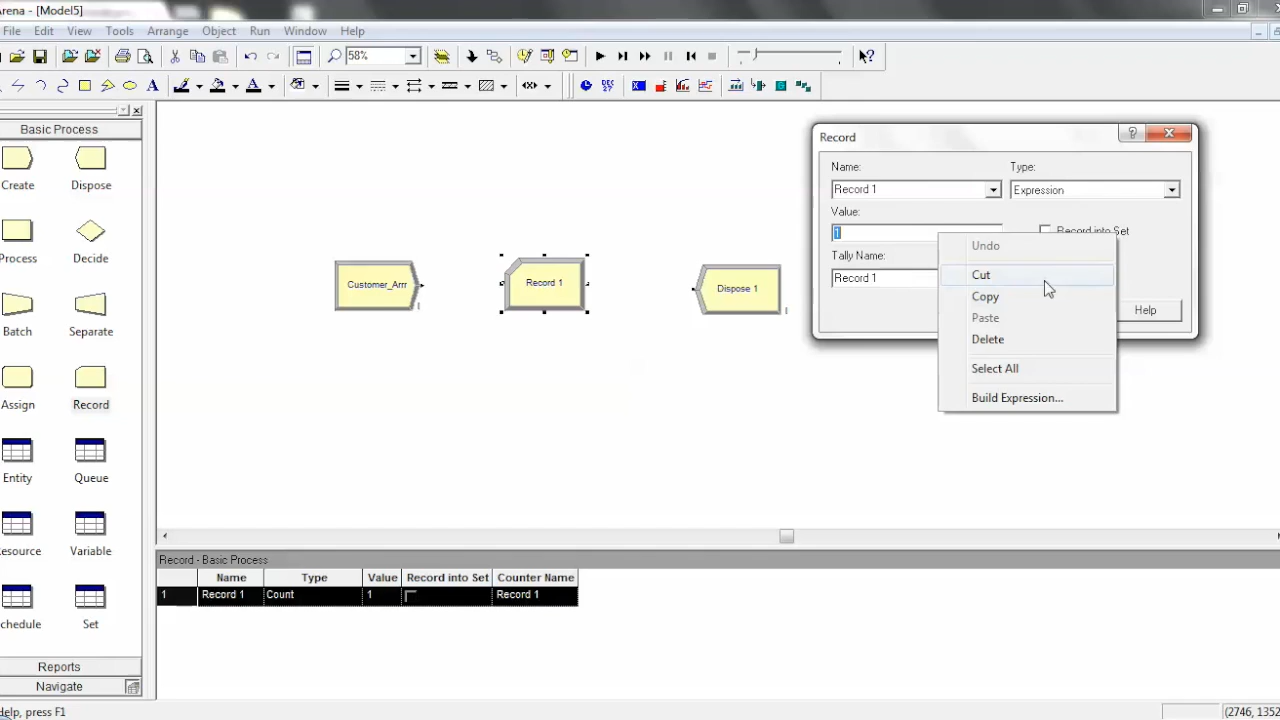 Arena - [Model5]
File Edit View Tools Arrange Object Run Window Help
58%
A A
Basic Process
Create Dispose
Process Decide
Batch Separate
Assign Record
Entity Queue
Resource Variable
Schedule Set
Reports
Navigate
Customer_Arrr
Record 1
Dispose 1
Record
Name: Type:
Record 1 Expression
Value:
1 Record into Set
Tally Name:
Record 1
Help
Undo
Cut
Copy
Paste
Delete
Select All
Build Expression...
Record - Basic Process
Name Type Value Record into Set Counter Name
1 Record 1 Count 1 Record 1
Help, press F1 (2746, 1352